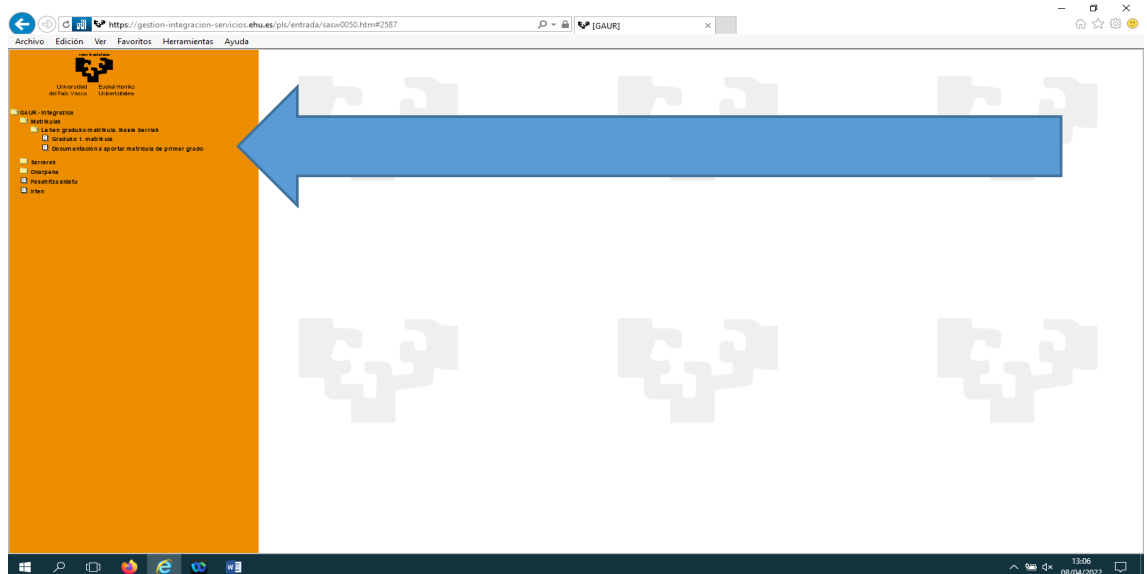 https://gestion-integracion-servicios.ehu.es/pls/entrada/sasw0050.htm#2587
[GAUR]
Archivo Edición Ver Favoritos Herramientas Ayuda
Universidad del País Vasco
Euskal Herriko Unibertsitatea
GAUR - Integrazioa
Matrikulak
Lehen graduko matrikula. Ikasle berriak
Graduko 1. matrikula
Documentación a aportar matrícula de primer grado
Sarrerak
Onarpena
Pasahitza aldatu
Irten
13:06
08/04/2022